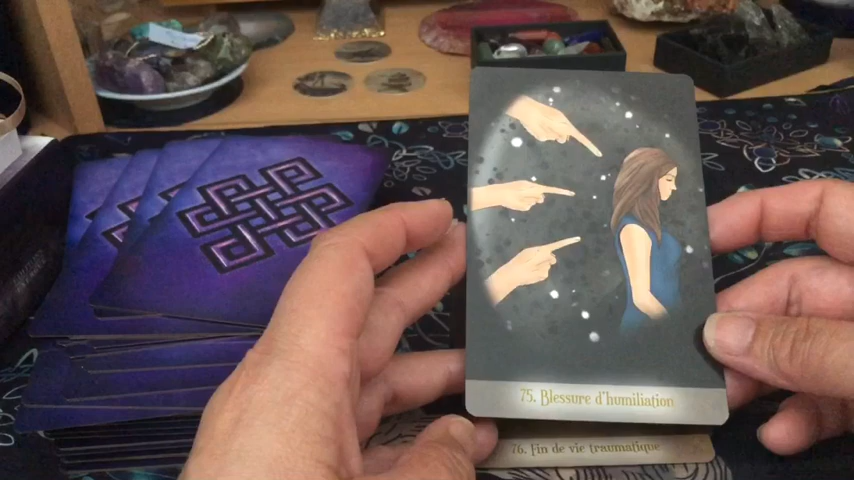 75. Blessure d'humiliation
76. Fin de vie traumatique